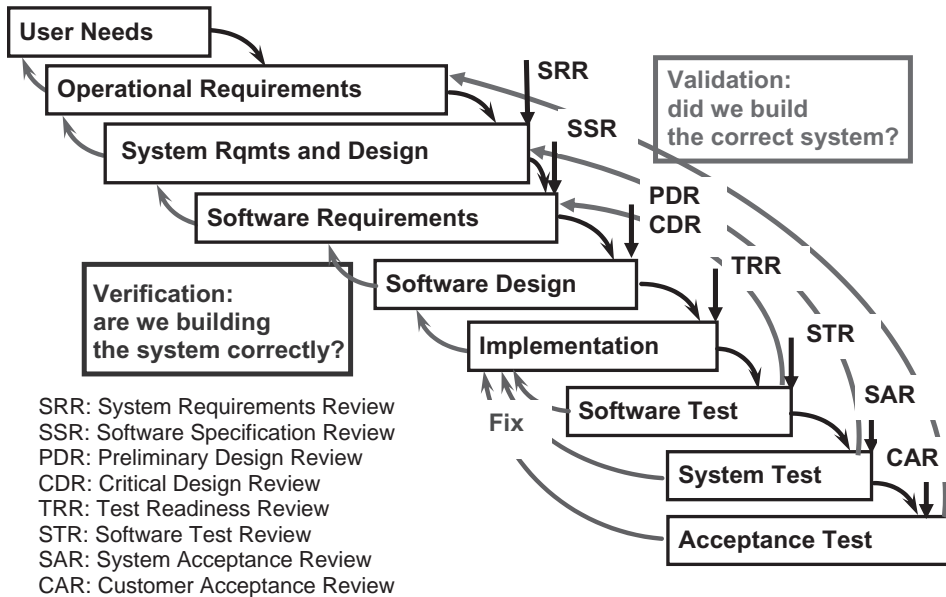 User Needs
Operational Requirements
SRR
Validation:
did we build
the correct system?
System Rqmts and Design
SSR
Software Requirements
PDR
CDR
Verification:
are we building
the system correctly?
Software Design
TRR
Implementation
STR
Fix
Software Test
SAR
System Test
CAR
Acceptance Test
SRR: System Requirements Review
SSR: Software Specification Review
PDR: Preliminary Design Review
CDR: Critical Design Review
TRR: Test Readiness Review
STR: Software Test Review
SAR: System Acceptance Review
CAR: Customer Acceptance Review